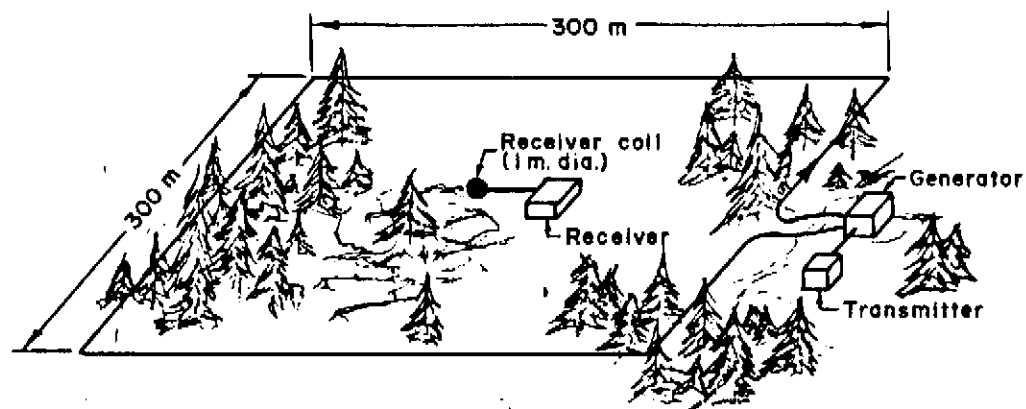 300 m
Receiver coil
(1 m. dia.)
Generator
300 m
Receiver
Transmitter